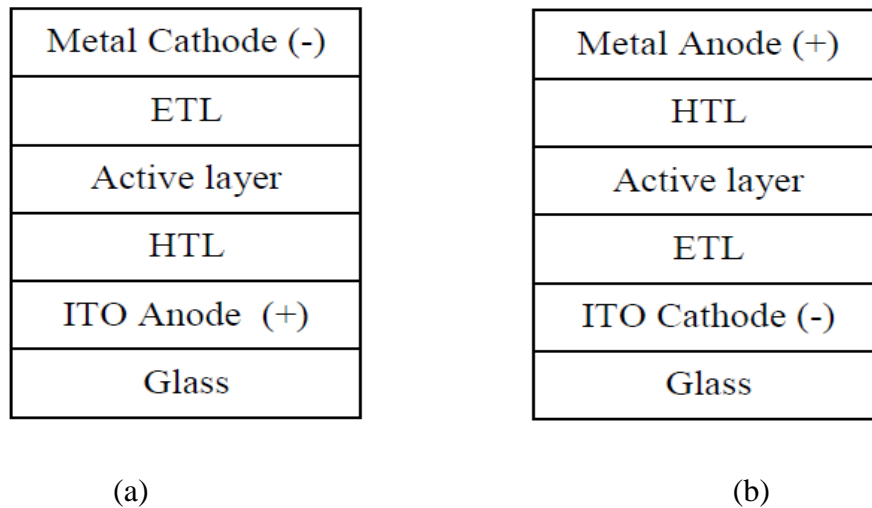 Metal Cathode (-)
ETL
Active layer
HTL
ITO Anode (+)
Glass
(a)
Metal Anode (+)
HTL
Active layer
ETL
ITO Cathode (-)
Glass
(b)